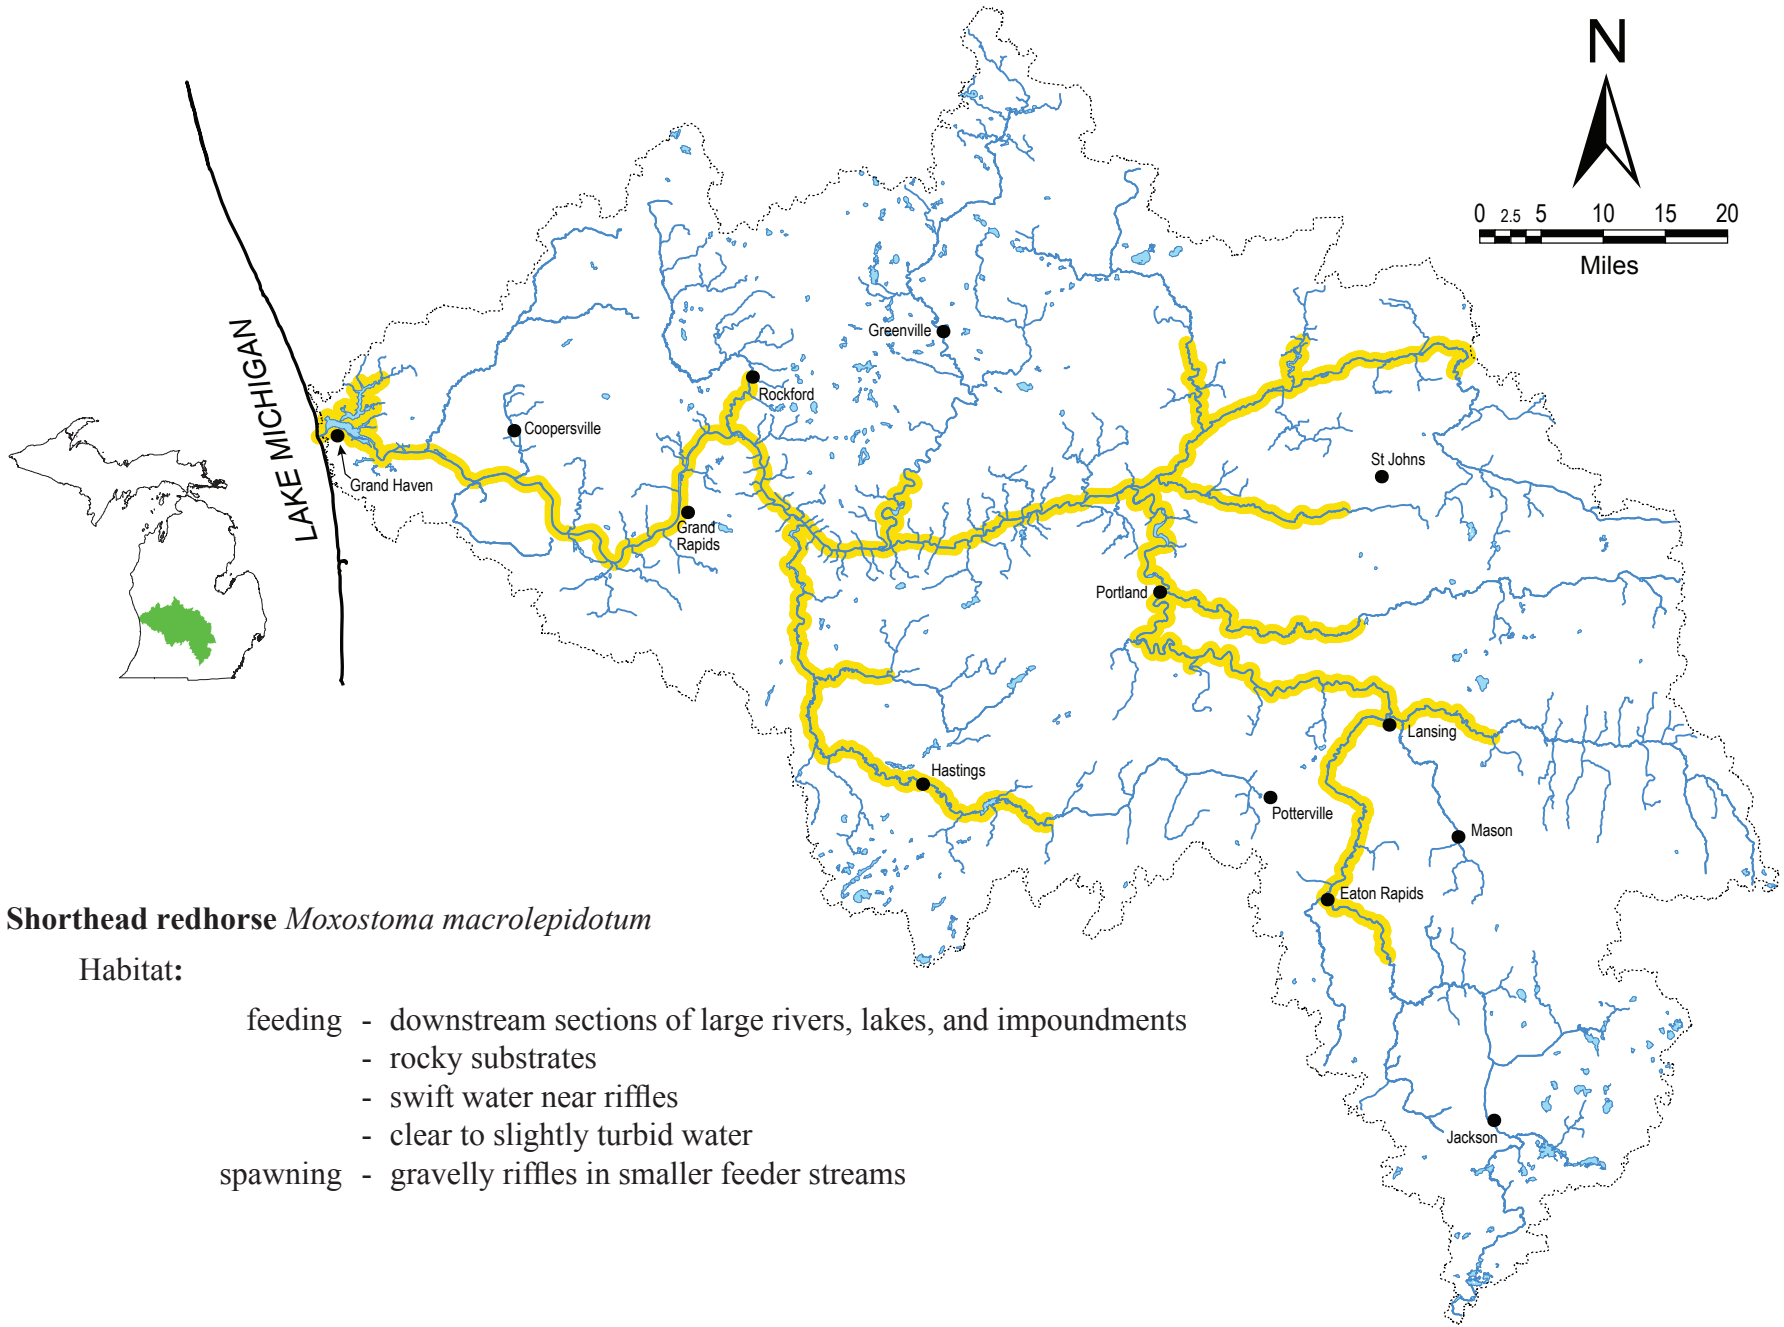 N
0 2.5 5 10 15 20
Miles
LAKE MICHIGAN
Greenville
Rockford
Coopersville
St Johns
Grand Haven
Grand
Rapids
Portland
Lansing
Hastings
Potterville
Mason
Eaton Rapids
Jackson
Shorthead redhorse Moxostoma macrolepidotum
Habitat:
feeding - downstream sections of large rivers, lakes, and impoundments
- rocky substrates
- swift water near riffles
- clear to slightly turbid water
spawning - gravelly riffles in smaller feeder streams